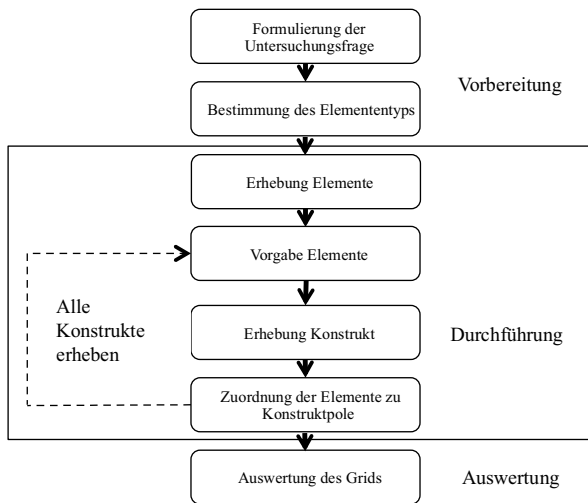 Formulierung der
Untersuchungsfrage
Vorbereitung
Bestimmung des Elemententyps
Erhebung Elemente
Vorgabe Elemente
Alle
Konstrukte
erheben
Erhebung Konstrukt
Durchführung
Zuordnung der Elemente zu
Konstruktpole
Auswertung des Grids
Auswertung